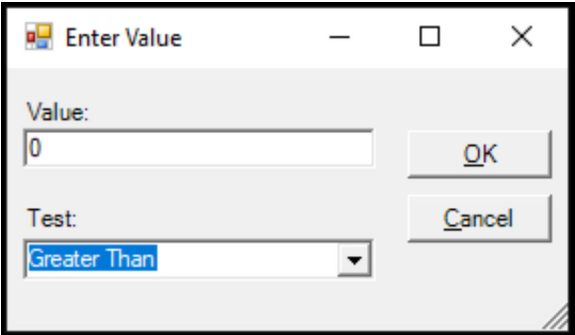 Enter Value
Value:
0
OK
Test:
Cancel
Greater Than